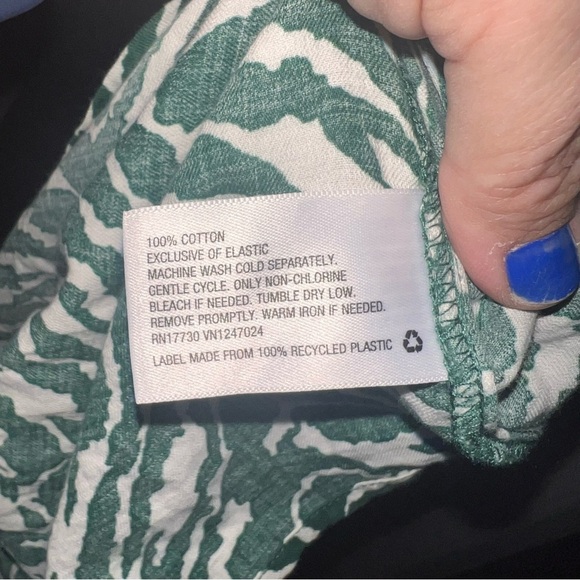 100% COTTON
EXCLUSIVE OF ELASTIC
MACHINE WASH COLD SEPARATELY.
GENTLE CYCLE. ONLY NON-CHLORINE
BLEACH IF NEEDED. TUMBLE DRY LOW.
REMOVE PROMPTLY. WARM IRON IF NEEDED.
RN17730 VN1247024
LABEL MADE FROM 100% RECYCLED PLASTIC